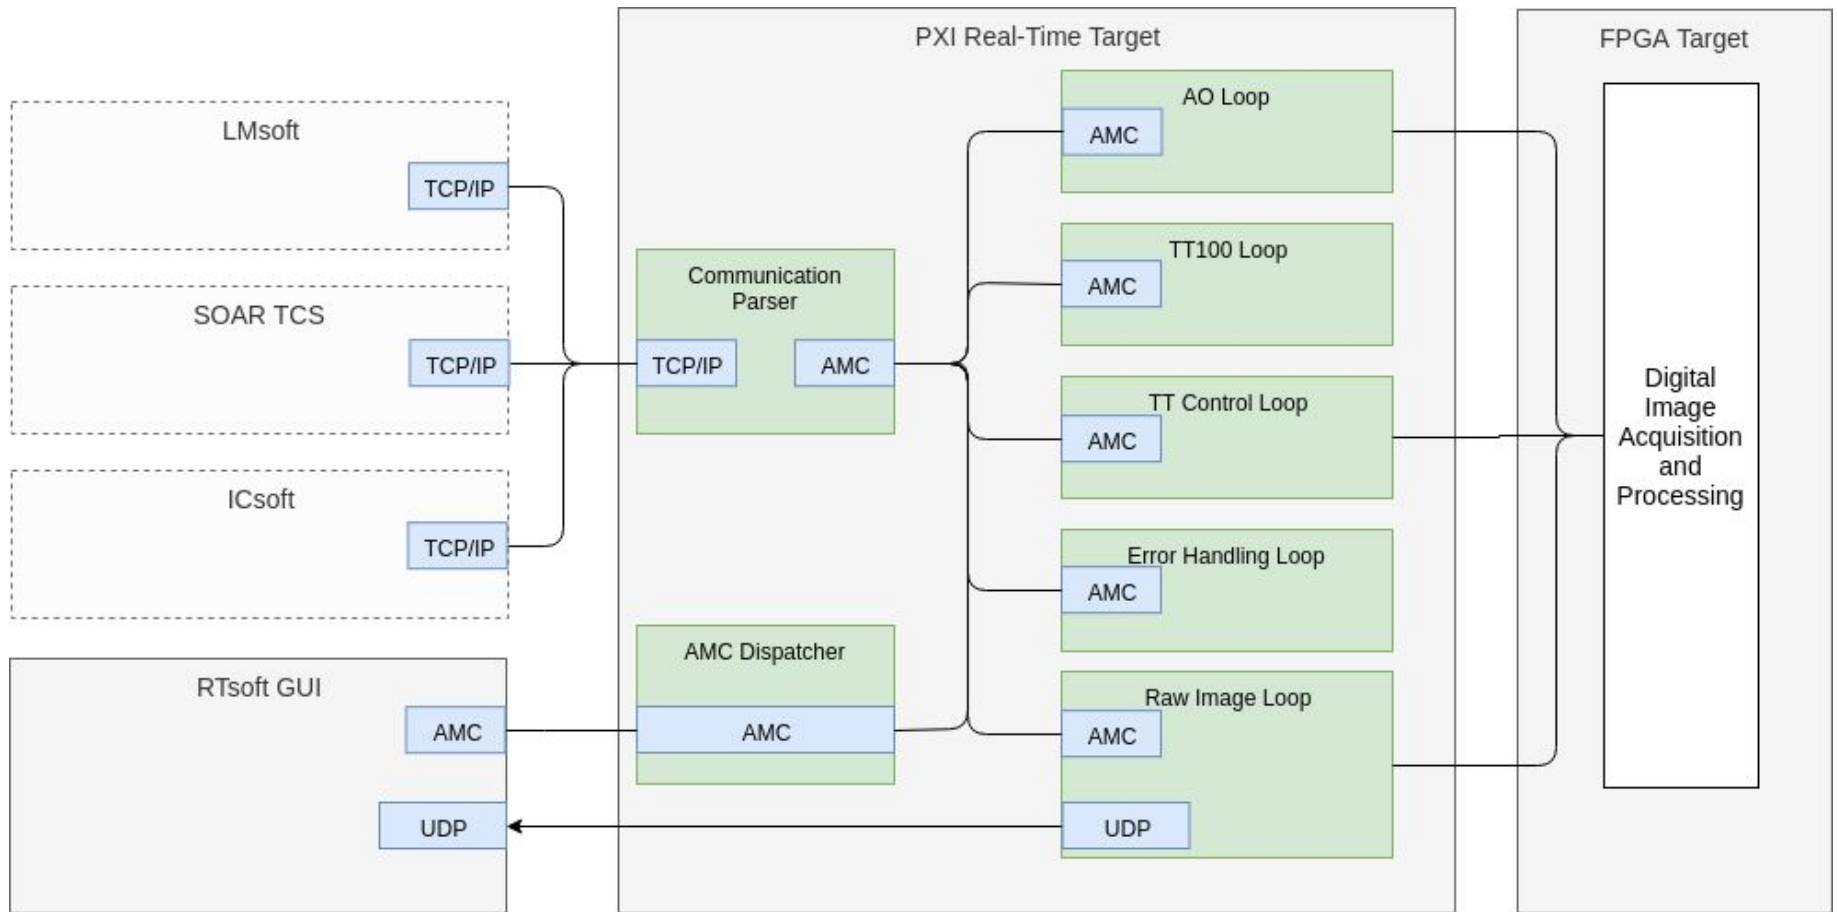 PXI Real-Time Target
FPGA Target
LMsoft
TCP/IP
SOAR TCS
TCP/IP
ICsoft
TCP/IP
RTsoft GUI
AMC
UDP
Communication
Parser
TCP/IP
AMC
AMC Dispatcher
AMC
AO Loop
AMC
TT100 Loop
AMC
TT Control Loop
AMC
Error Handling Loop
AMC
Raw Image Loop
AMC
UDP
Digital
Image
Acquisition
and
Processing